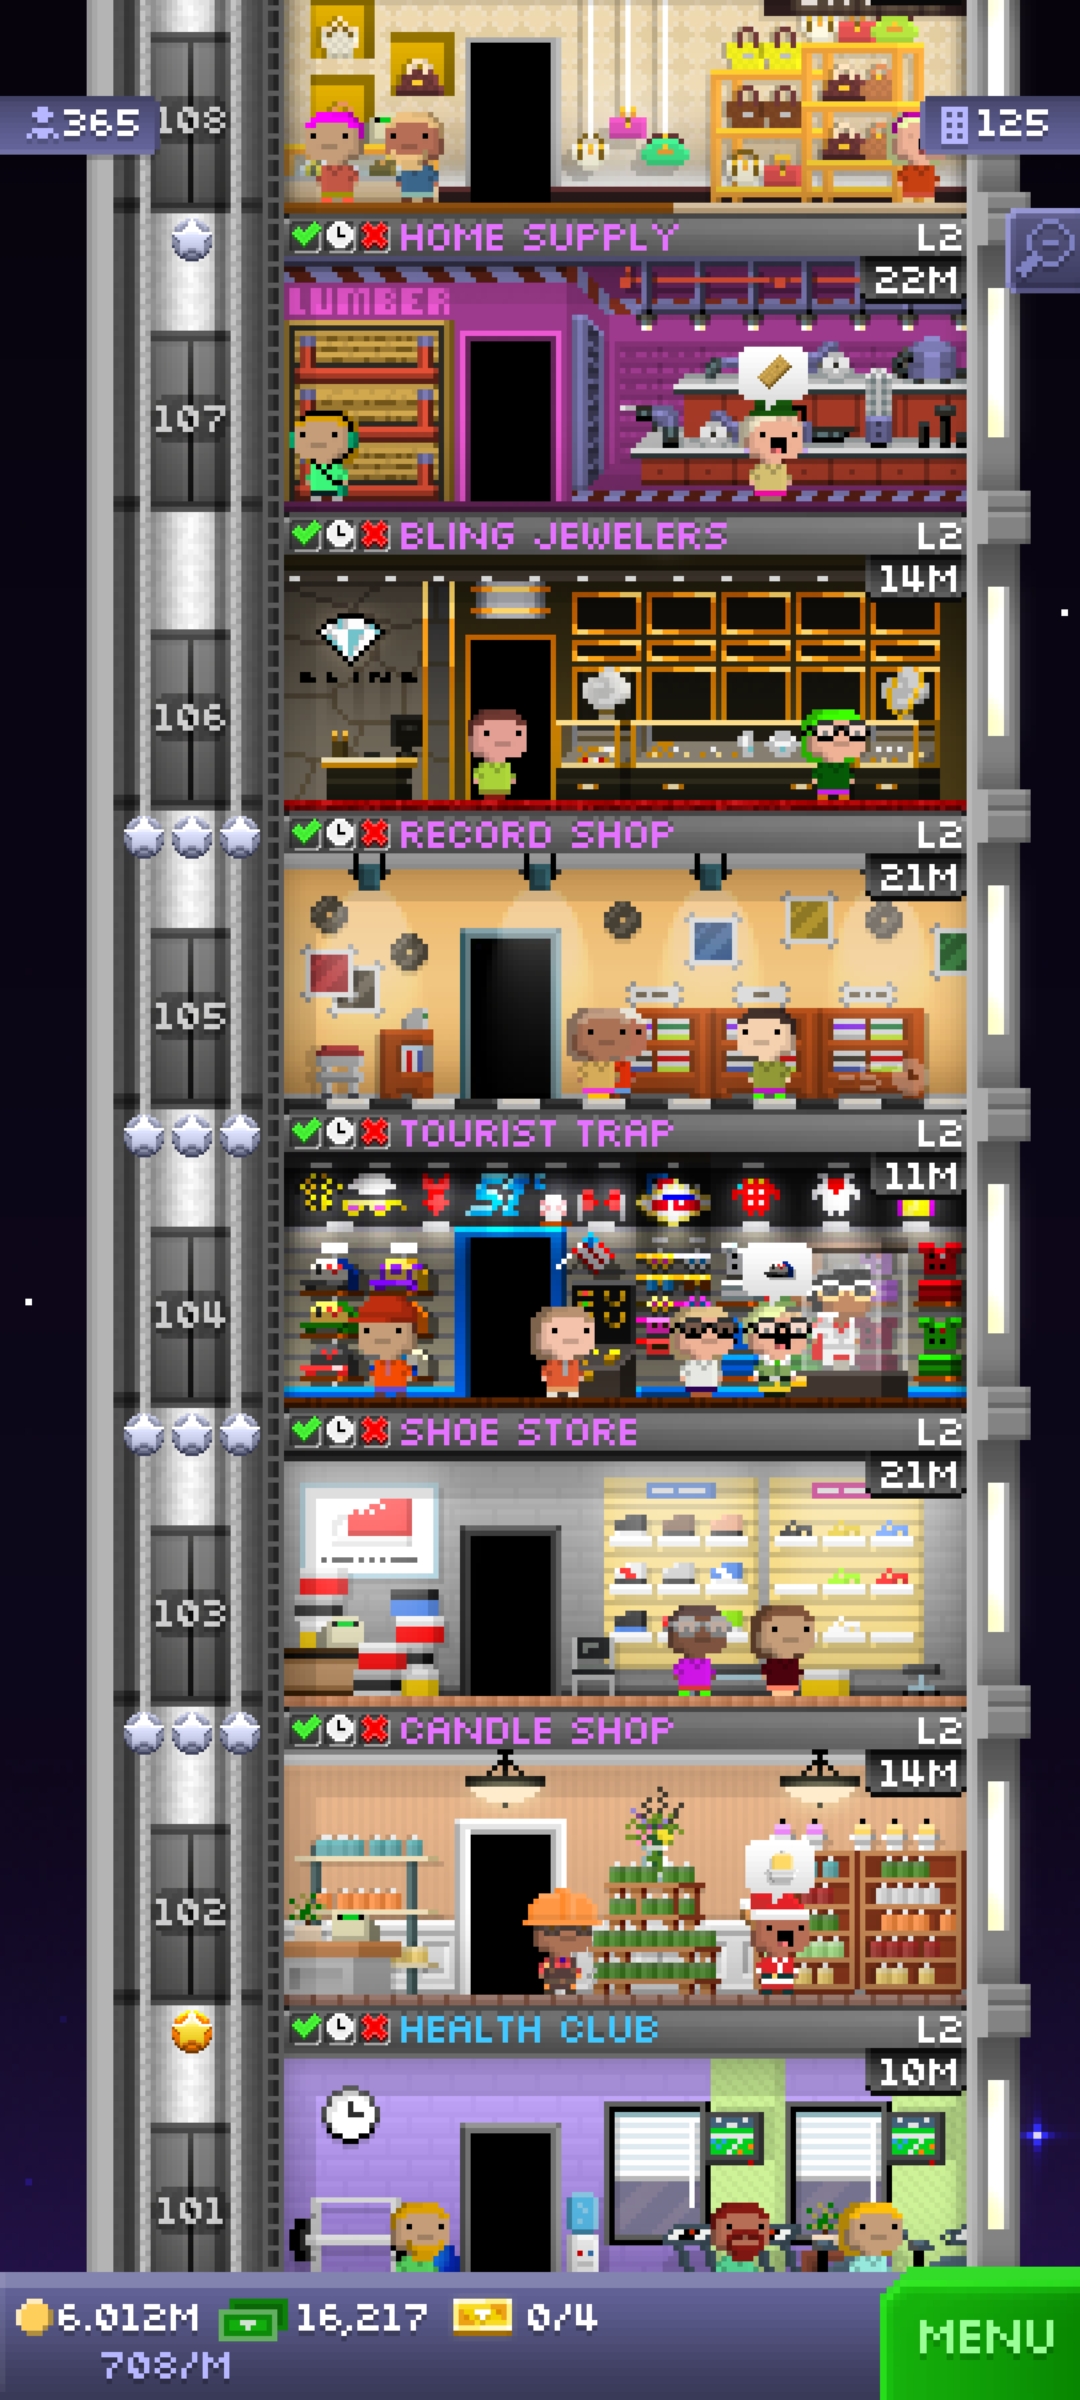 365
108
125
HOME SUPPLY L2
22M
LUMBER
107
BLING JEWELERS L2
14M
106
RECORD SHOP L2
21M
105
TOURIST TRAP L2
11M
104
SHOE STORE L2
21M
103
CANDLE SHOP L2
14M
102
HEALTH CLUB L2
10M
101
6.012M 16,217 0/4
708/M
MENU